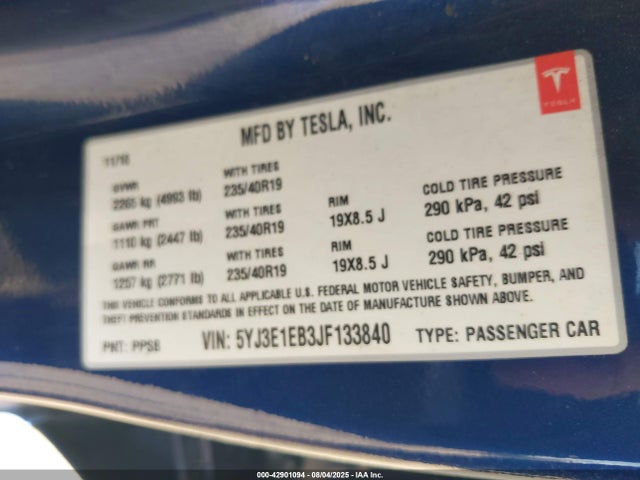 MFD BY TESLA, INC.
TESLA
11/18
GVWR
2265 kg (4993 lb)
WITH TIRES
235/40R19
GAWR FRT
1110 kg (2447 lb)
WITH TIRES
235/40R19
RIM
19X8.5 J
COLD TIRE PRESSURE
290 kPa, 42 psi
GAWR RR
1257 kg (2771 lb)
WITH TIRES
235/40R19
RIM
19X8.5 J
COLD TIRE PRESSURE
290 kPa, 42 psi
THIS VEHICLE CONFORMS TO ALL APPLICABLE U.S. FEDERAL MOTOR VEHICLE SAFETY, BUMPER, AND
THEFT PREVENTION STANDARDS IN EFFECT ON THE DATE OF MANUFACTURE SHOWN ABOVE.
PNT: PPSB VIN: 5YJ3E1EB3JF133840 TYPE: PASSENGER CAR
000-42901094 - 08/04/2025 - IAA Inc.